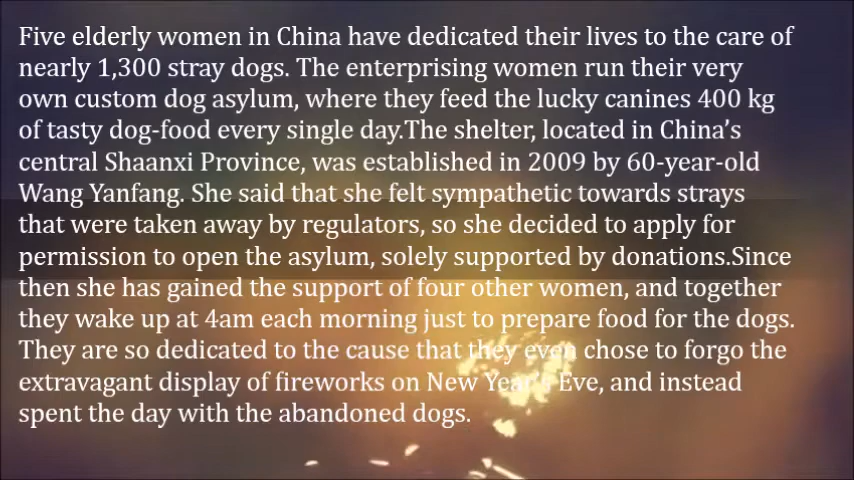 Five elderly women in China have dedicated their lives to the care of
nearly 1,300 stray dogs. The enterprising women run their very
own custom dog asylum, where they feed the lucky canines 400 kg
of tasty dog-food every single day.The shelter, located in China’s
central Shaanxi Province, was established in 2009 by 60-year-old
Wang Yanfang. She said that she felt sympathetic towards strays
that were taken away by regulators, so she decided to apply for
permission to open the asylum, solely supported by donations.Since
then she has gained the support of four other women, and together
they wake up at 4am each morning just to prepare food for the dogs.
They are so dedicated to the cause that they even chose to forgo the
extravagant display of fireworks on New Year's Eve, and instead
spent the day with the abandoned dogs.